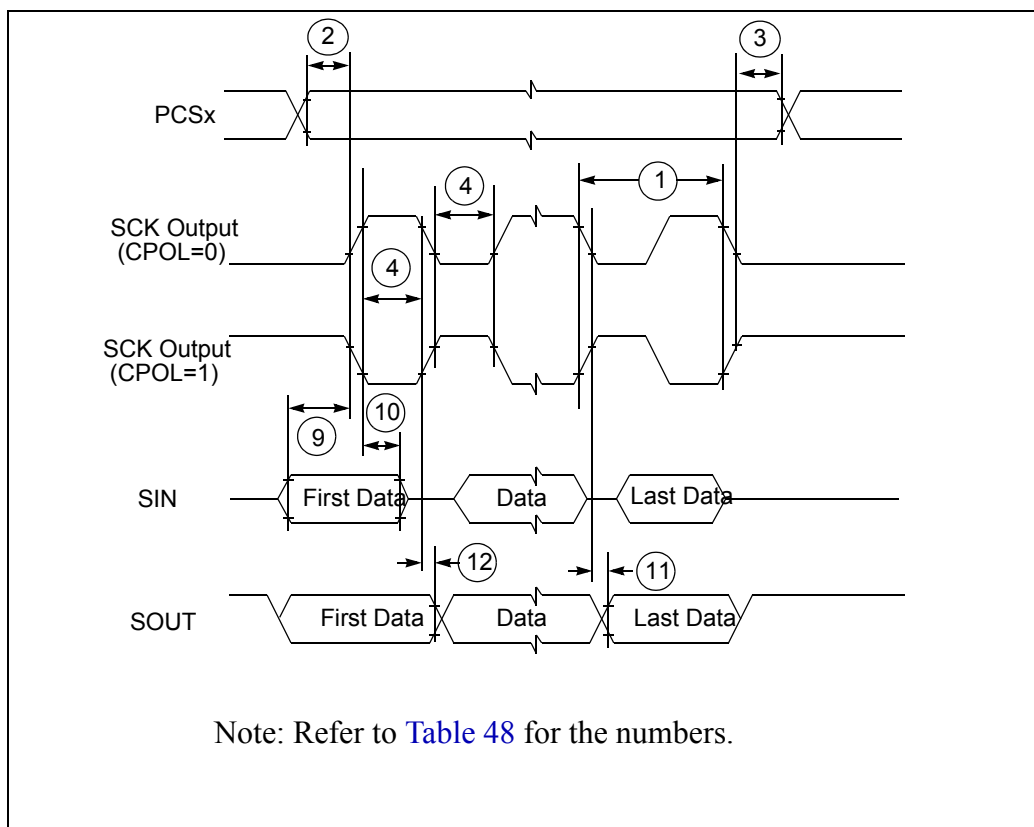 2
3
PCSx
4
1
SCK Output
(CPOL=0)
4
SCK Output
(CPOL=1)
10
9
SIN
First Data
Data
Last Data
12
11
SOUT
First Data
Data
Last Data
Note: Refer to Table 48 for the numbers.